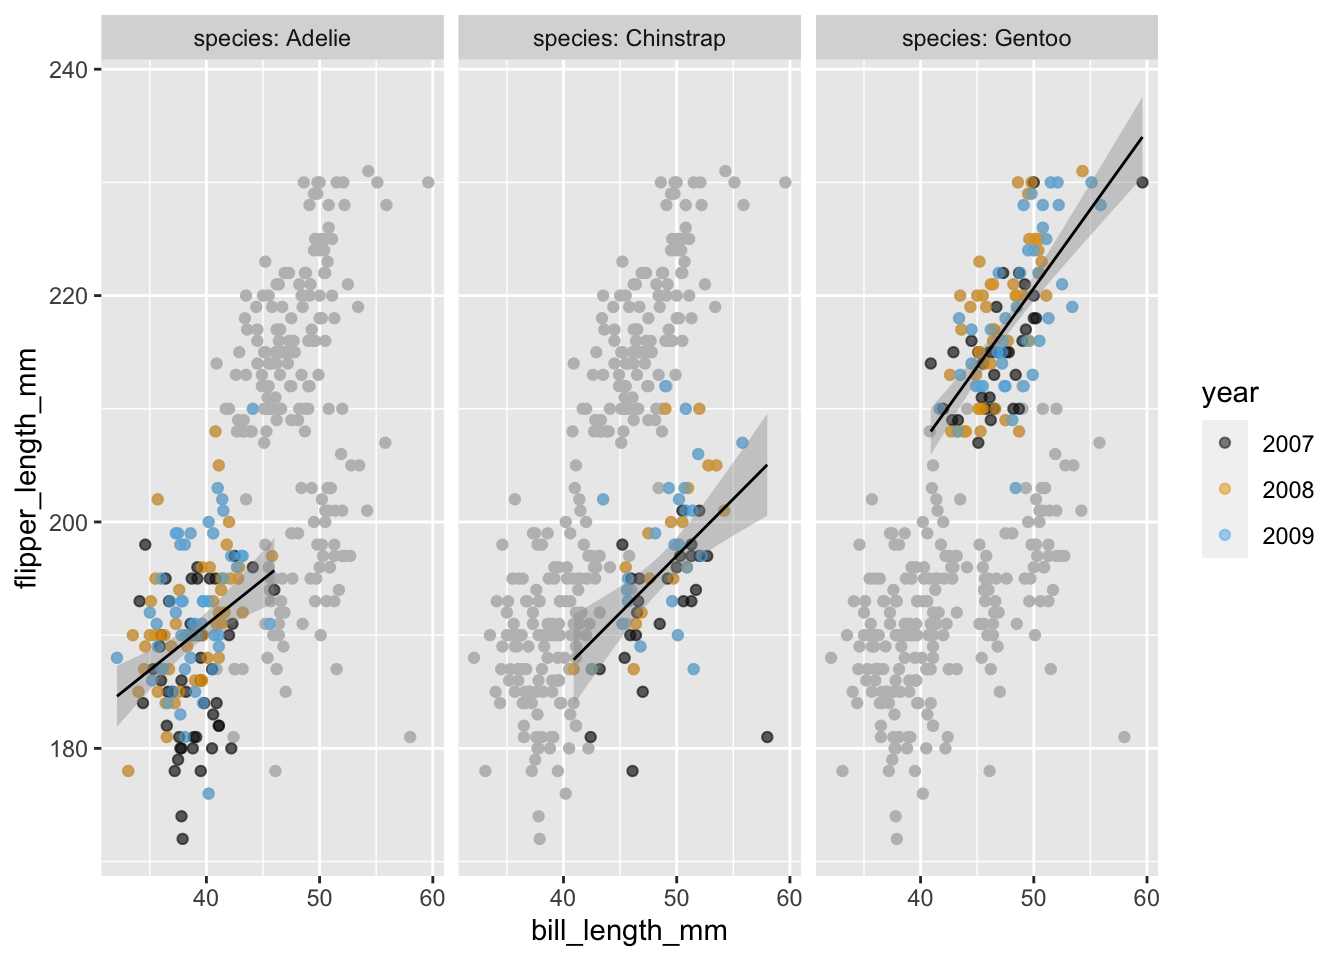 species: Adelie
species: Chinstrap
species: Gentoo
240
220
200
180
flipper_length_mm
40 50 60
40 50 60
40 50 60
bill_length_mm
year
2007
2008
2009